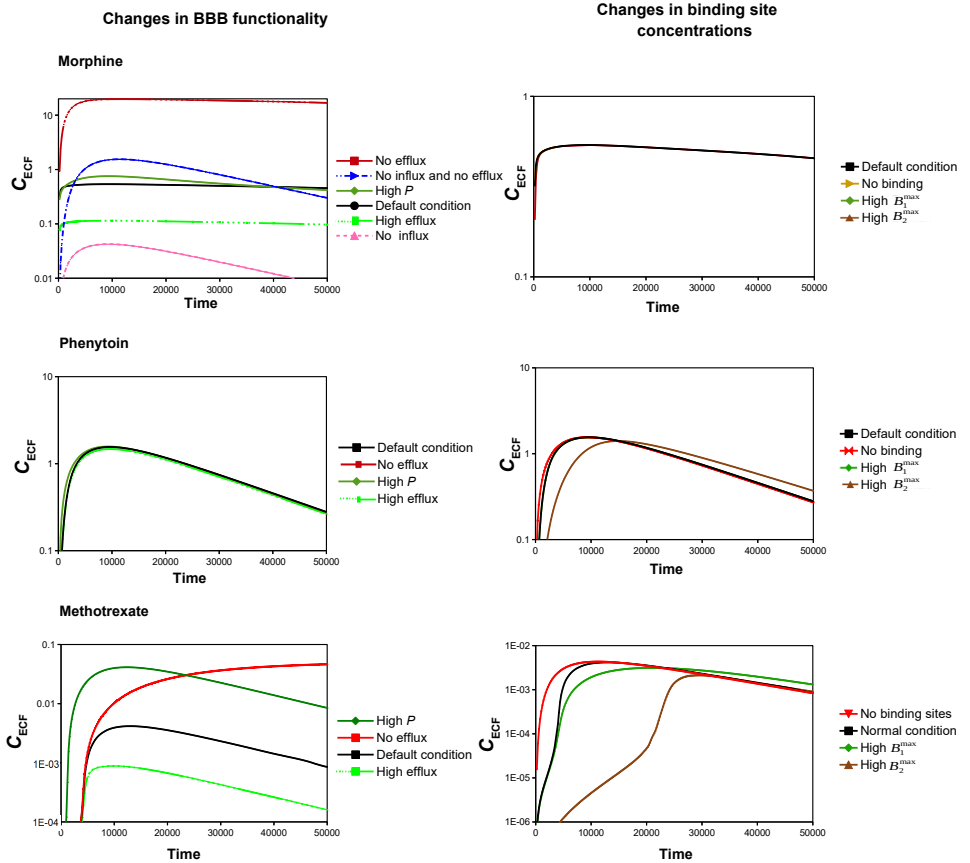 Changes in BBB functionality
Changes in binding site
concentrations
Morphine
C_ECF
10
1
0.1
0.01
0
10000
20000
30000
40000
50000
Time
No efflux
No influx and no efflux
High P
Default condition
High efflux
No influx
C_ECF
1
0.1
0
10000
20000
30000
40000
50000
Time
Default condition
No binding
High B_1^max
High B_2^max
Phenytoin
C_ECF
10
1
0.1
0
10000
20000
30000
40000
50000
Time
Default condition
No efflux
High P
High efflux
C_ECF
10
1
0.1
0
10000
20000
30000
40000
50000
Time
Default condition
No binding
High B_1^max
High B_2^max
Methotrexate
C_ECF
0.1
0.01
1E-03
1E-04
0
10000
20000
30000
40000
50000
Time
High P
No efflux
Default condition
High efflux
C_ECF
1E-02
1E-03
1E-04
1E-05
1E-06
0
10000
20000
30000
40000
50000
Time
No binding sites
Normal condition
High B_1^max
High B_2^max